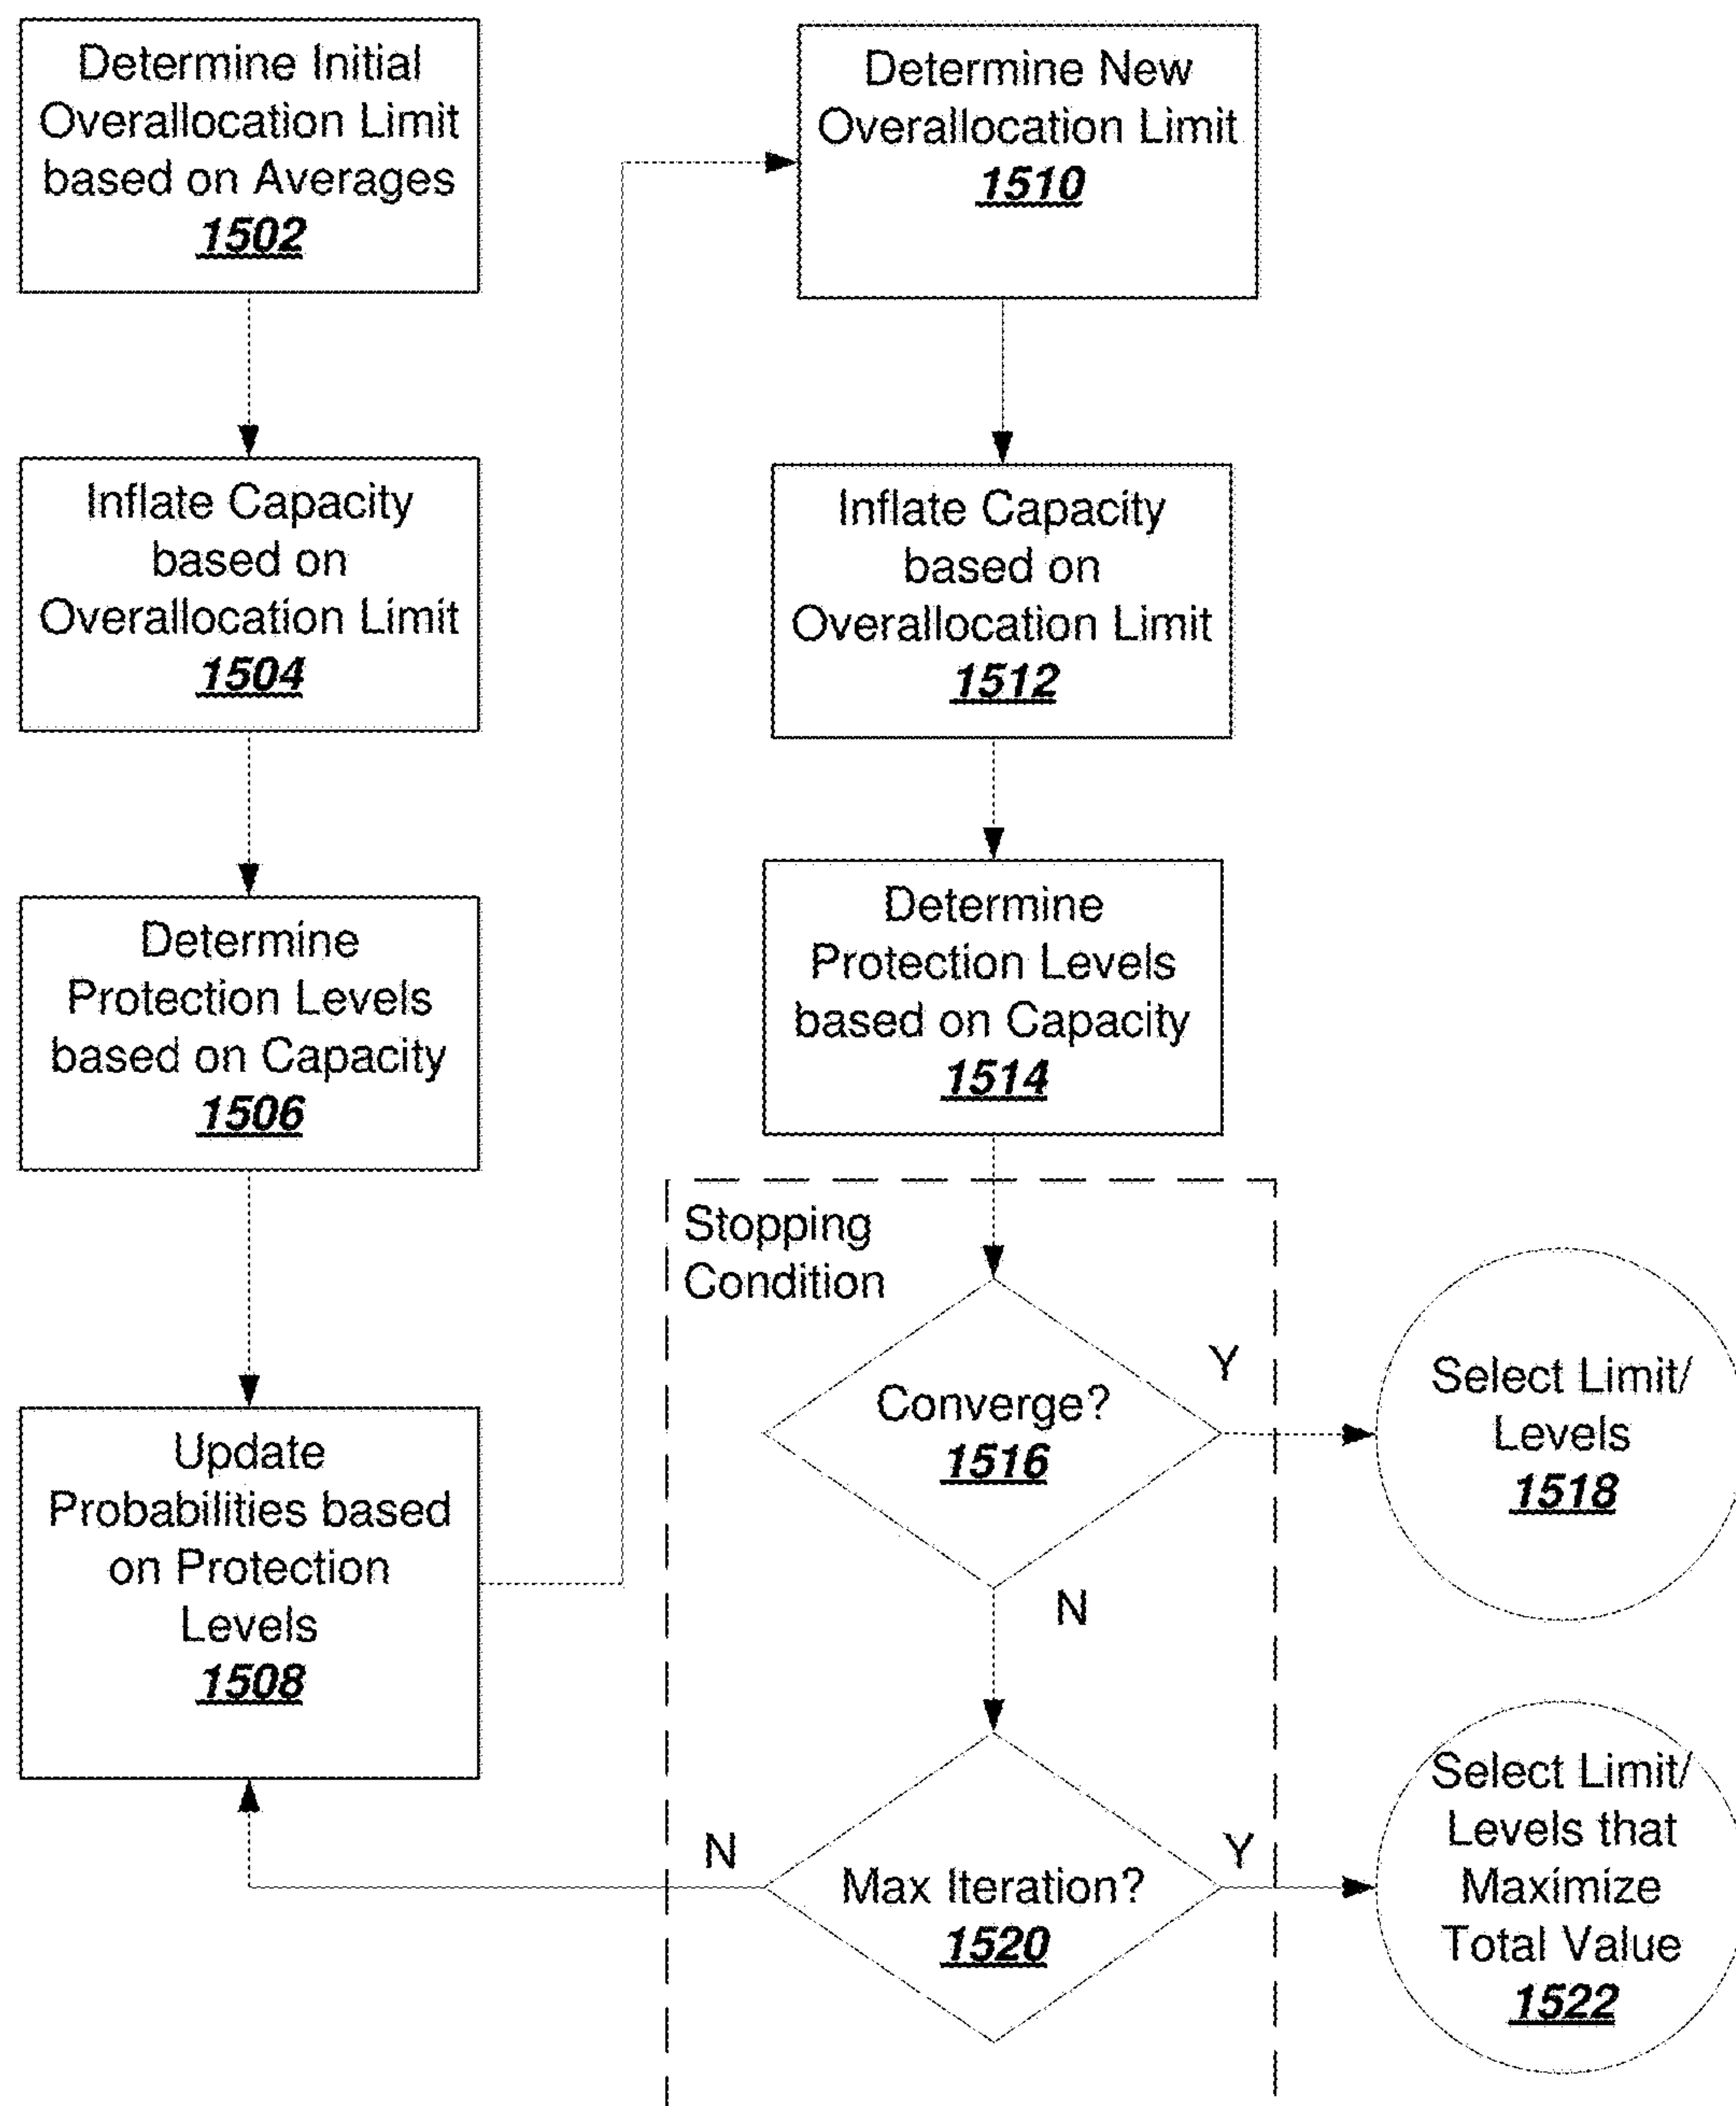 Determine Initial
Overallocation Limit
based on Averages
1502
Inflate Capacity
based on
Overallocation Limit
1504
Determine
Protection Levels
based on Capacity
1506
Update
Probabilities based
on Protection
Levels
1508
Determine New
Overallocation Limit
1510
Inflate Capacity
based on
Overallocation Limit
1512
Determine
Protection Levels
based on Capacity
1514
Stopping
Condition
Converge?
1516
Y
N
Select Limit/
Levels
1518
Max Iteration?
1520
N
Y
Select Limit/
Levels that
Maximize
Total Value
1522